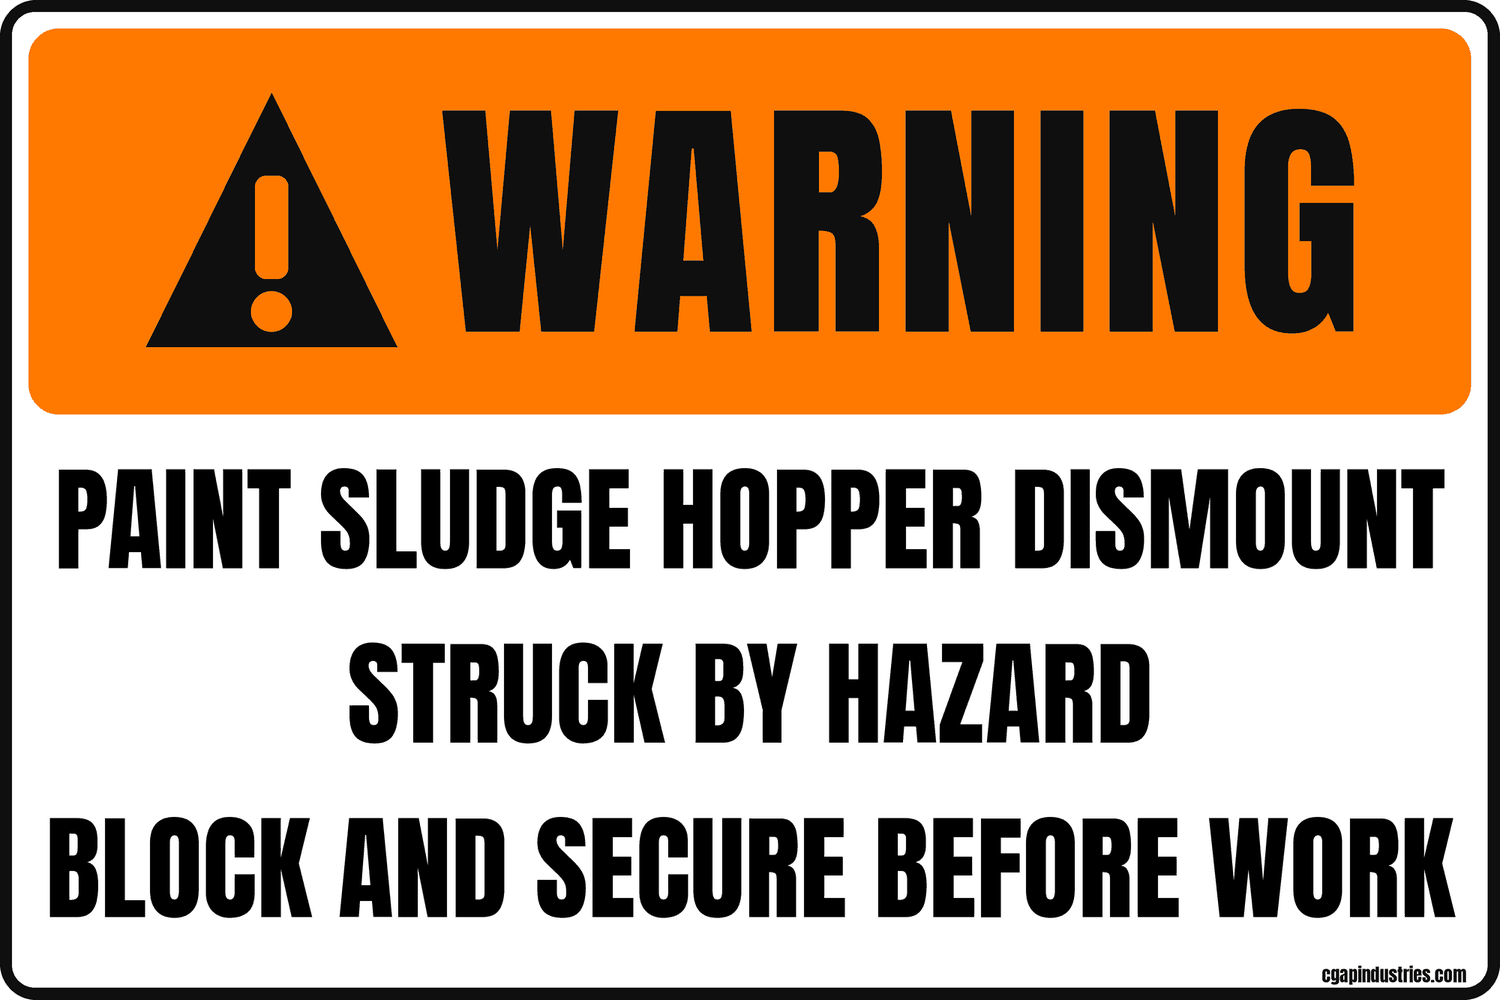 WARNING
PAINT SLUDGE HOPPER DISMOUNT
STRUCK BY HAZARD
BLOCK AND SECURE BEFORE WORK
cgapindustries.com